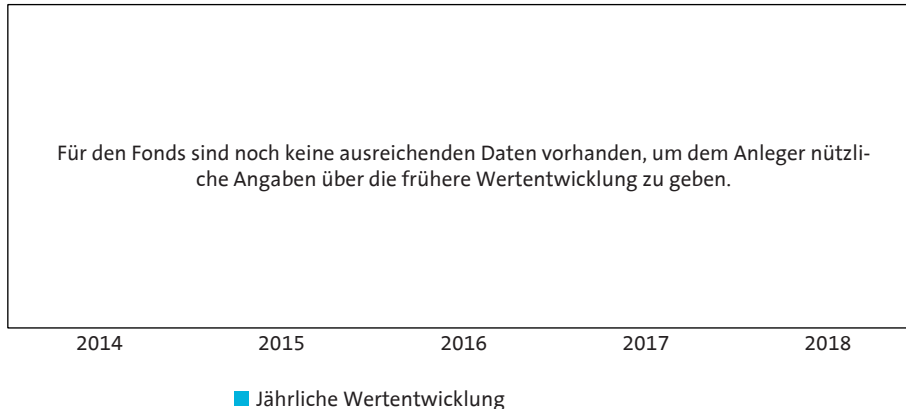 Für den Fonds sind noch keine ausreichenden Daten vorhanden, um dem Anleger nützli-
che Angaben über die frühere Wertentwicklung zu geben.
2014 2015 2016 2017 2018
Jährliche Wertentwicklung